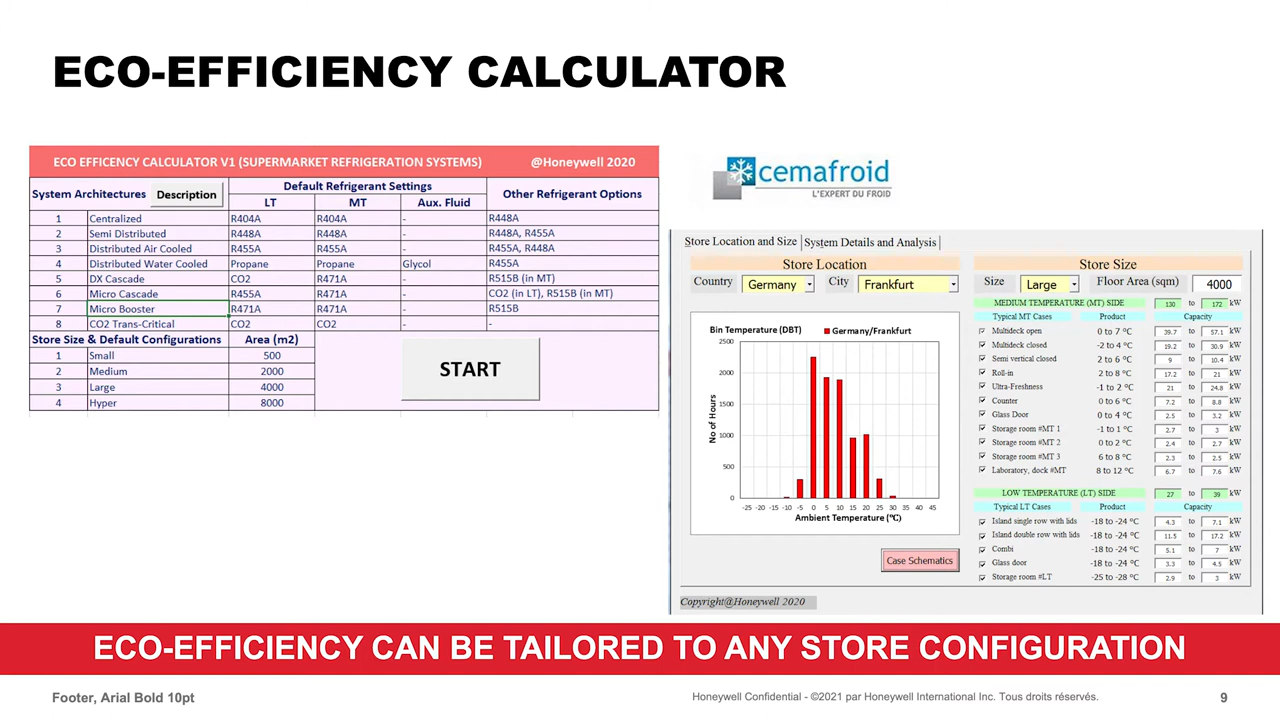 ECO-EFFICIENCY CALCULATOR
ECO EFFICENCY CALCULATOR V1 (SUPERMARKET REFRIGERATION SYSTEMS) @Honeywell 2020
System Architectures Description Default Refrigerant Settings Other Refrigerant Options
LT MT Aux. Fluid
1 Centralized R404A R404A - R448A
2 Semi Distributed R448A R448A - R448A, R455A
3 Distributed Air Cooled R455A R455A - R455A, R448A
4 Distributed Water Cooled Propane Propane Glycol R455A
5 DX Cascade CO2 R471A - R515B (in MT)
6 Micro Cascade R455A R471A - CO2 (in LT), R515B (in MT)
7 Micro Booster R471A R471A - R515B
8 CO2 Trans-Critical CO2 CO2 - -
Store Size & Default Configurations Area (m2)
1 Small 500
2 Medium 2000
3 Large 4000
4 Hyper 8000
START
cemafroid
L'EXPERT DU FROID
Store Location and Size System Details and Analysis
Store Location
Country Germany City Frankfurt
Bin Temperature (DBT) Germany/Frankfurt
No of Hours
2500
2000
1500
1000
500
0
-25 -20 -15 -10 -5 0 5 10 15 20 25 30 35 40 45
Ambient Temperature (℃)
Case Schematics
Copyright@Honeywell 2020
Store Size
Size Large Floor Area (sqm) 4000
MEDIUM TEMPERATURE (MT) SIDE 130 to 172 kW
Typical MT Cases Product Capacity
Multideck open 0 to 7 °C 39.7 to 57.1 kW
Multideck closed -2 to 4 °C 19.2 to 30.9 kW
Semi vertical closed 2 to 6 °C 9 to 10.4 kW
Roll-in 2 to 8 °C 17.2 to 21 kW
Ultra-Freshness -1 to 2 °C 21 to 24.8 kW
Counter 0 to 6 °C 7.2 to 8.8 kW
Glass Door 0 to 4 °C 2.5 to 3.2 kW
Storage room #MT 1 -1 to 1 °C 2.7 to 3 kW
Storage room #MT 2 0 to 2 °C 2.4 to 2.7 kW
Storage room #MT 3 6 to 8 °C 2.3 to 2.5 kW
Laboratory, dock #MT 8 to 12 °C 6.7 to 7.6 kW
LOW TEMPERATURE (LT) SIDE 27 to 39 kW
Typical LT Cases Product Capacity
Island single row with lids -18 to -24 °C 4.3 to 7.1 kW
Island double row with lids -18 to -24 °C 11.5 to 17.2 kW
Combi -18 to -24 °C 5.1 to 7 kW
Glass door -18 to -24 °C 3.3 to 4.5 kW
Storage room #LT -25 to -28 °C 2.9 to 3 kW
ECO-EFFICIENCY CAN BE TAILORED TO ANY STORE CONFIGURATION
Footer, Arial Bold 10pt
Honeywell Confidential - ©2021 par Honeywell International Inc. Tous droits réservés.
9